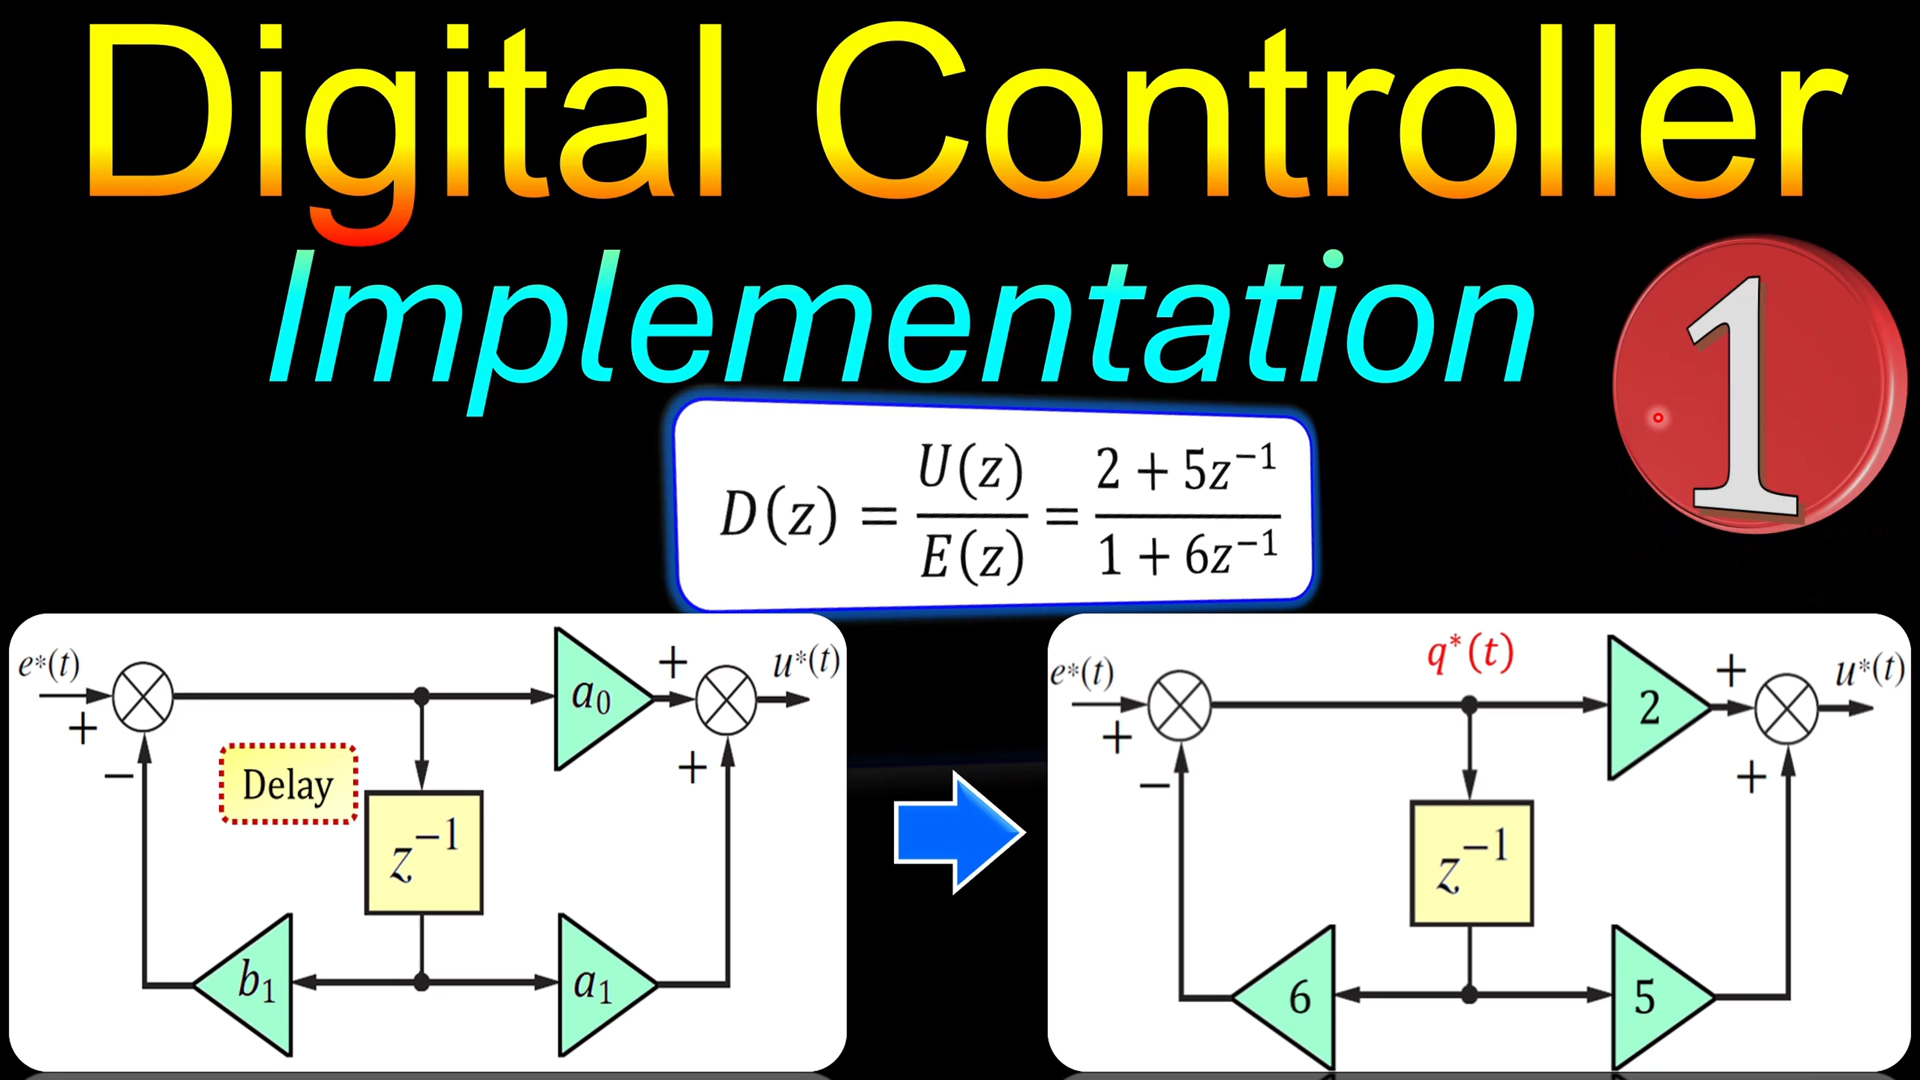 Digital Controller
Implementation
1
D(z) = U(z)/E(z) = (2 + 5z⁻¹)/(1 + 6z⁻¹)
e*(t)
+
−
Delay
z⁻¹
a₀
+
+
u*(t)
b₁
a₁
e*(t)
+
−
q*(t)
z⁻¹
2
+
+
u*(t)
6
5